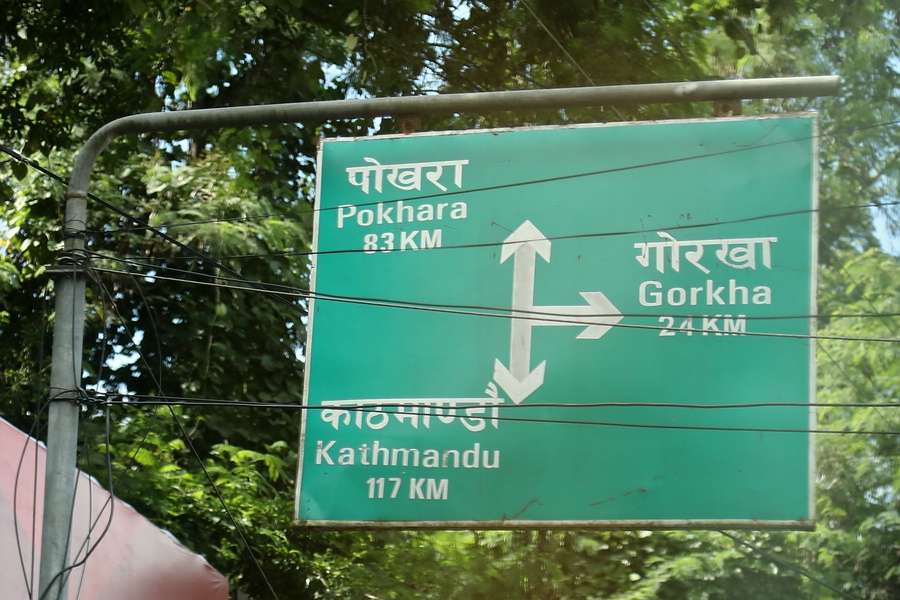 पोखरा
Pokhara
83 KM
गोरखा
Gorkha
24 KM
काठमाण्डौं
Kathmandu
117 KM